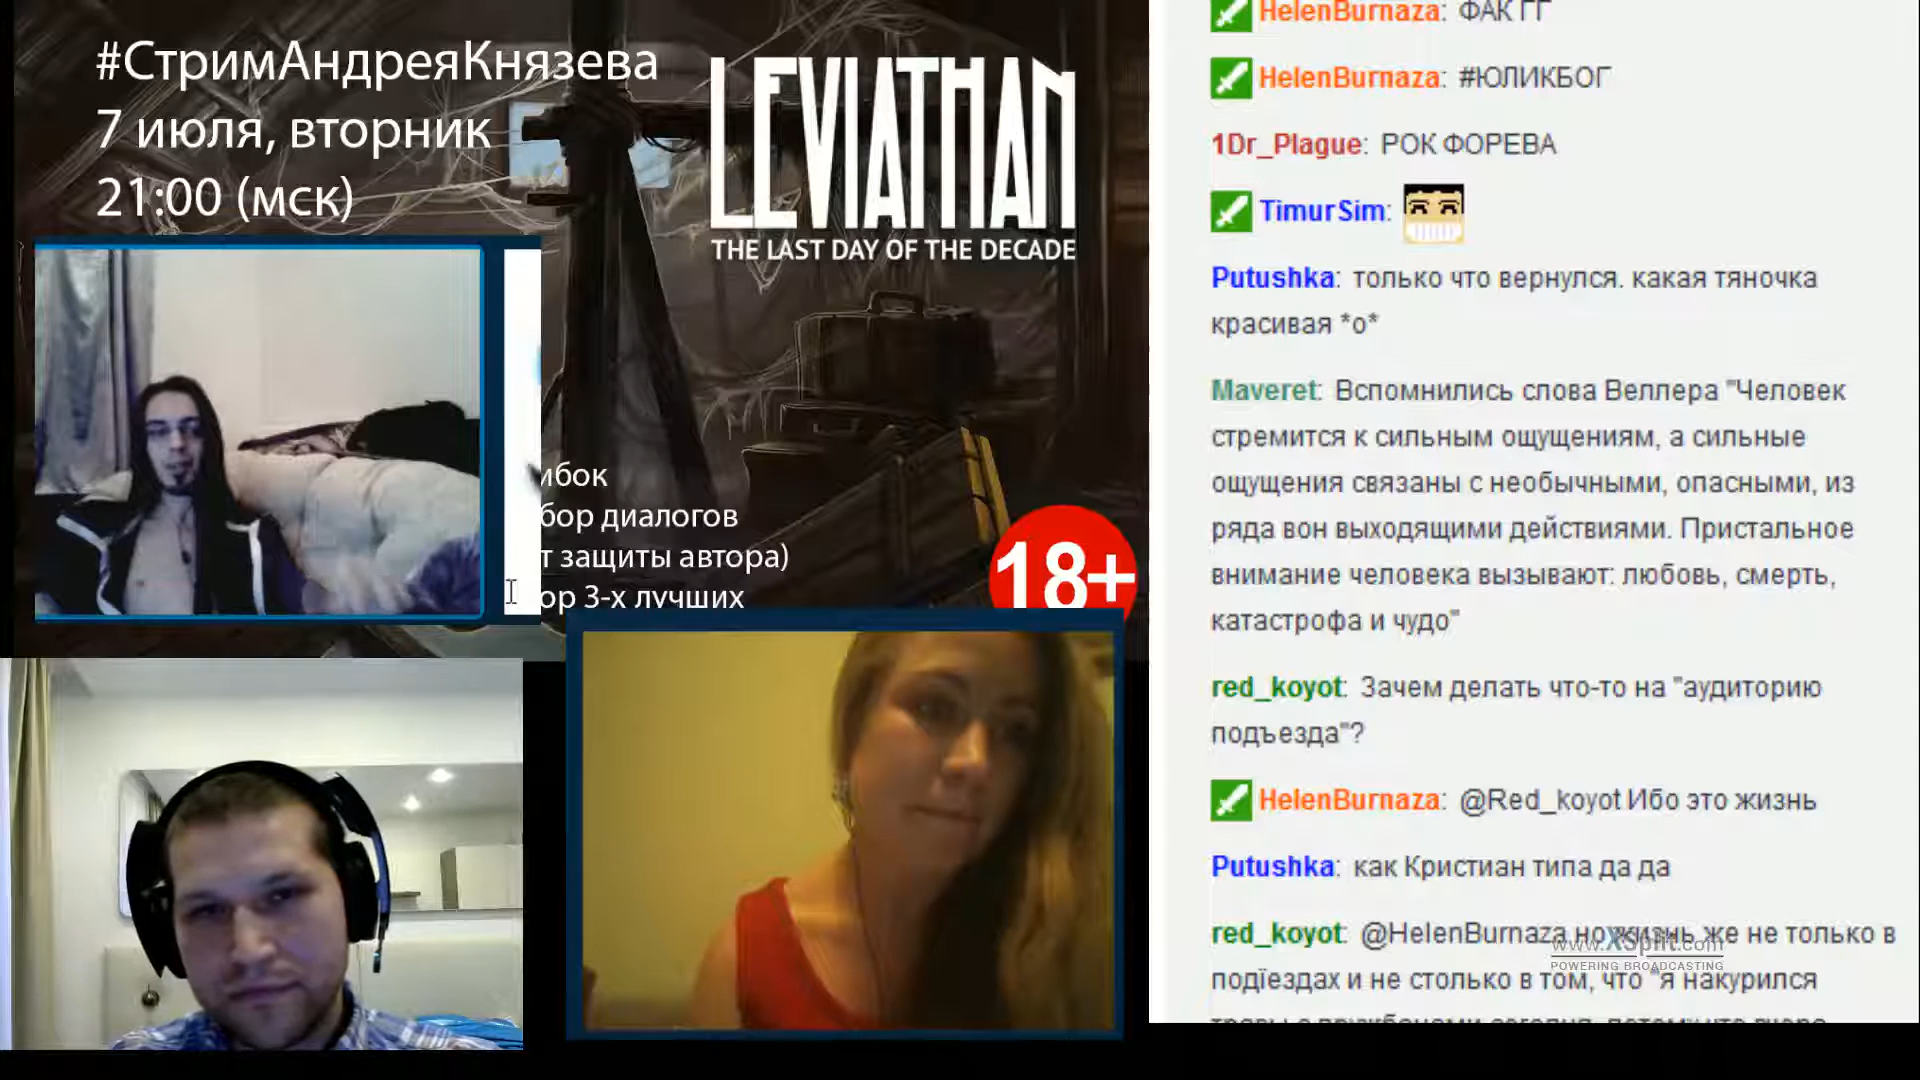 #СтримАндреяКнязева
7 июля, вторник
21:00 (мск)
LEVIATHAN
THE LAST DAY OF THE DECADE
ибок
бор диалогов
т защиты автора)
ор 3-х лучших
18+
HelenBurnaza: ФАК ГГ
HelenBurnaza: #ЮЛИКБОГ
1Dr_Plague: РОК ФОРЕВА
TimurSim:
Putushka: только что вернулся. какая тяночка
красивая *о*
Maveret: Вспомнились слова Веллера "Человек
стремится к сильным ощущениям, а сильные
ощущения связаны с необычными, опасными, из
ряда вон выходящими действиями. Пристальное
внимание человека вызывают: любовь, смерть,
катастрофа и чудо"
red_koyot: Зачем делать что-то на "аудиторию
подъезда"?
HelenBurnaza: @Red_koyot Ибо это жизнь
Putushka: как Кристиан типа да да
red_koyot: @HelenBurnaza но жизнь же не только в
подїездах и не столько в том, что "я накурился
www.XSplit.com
POWERING BROADCASTING